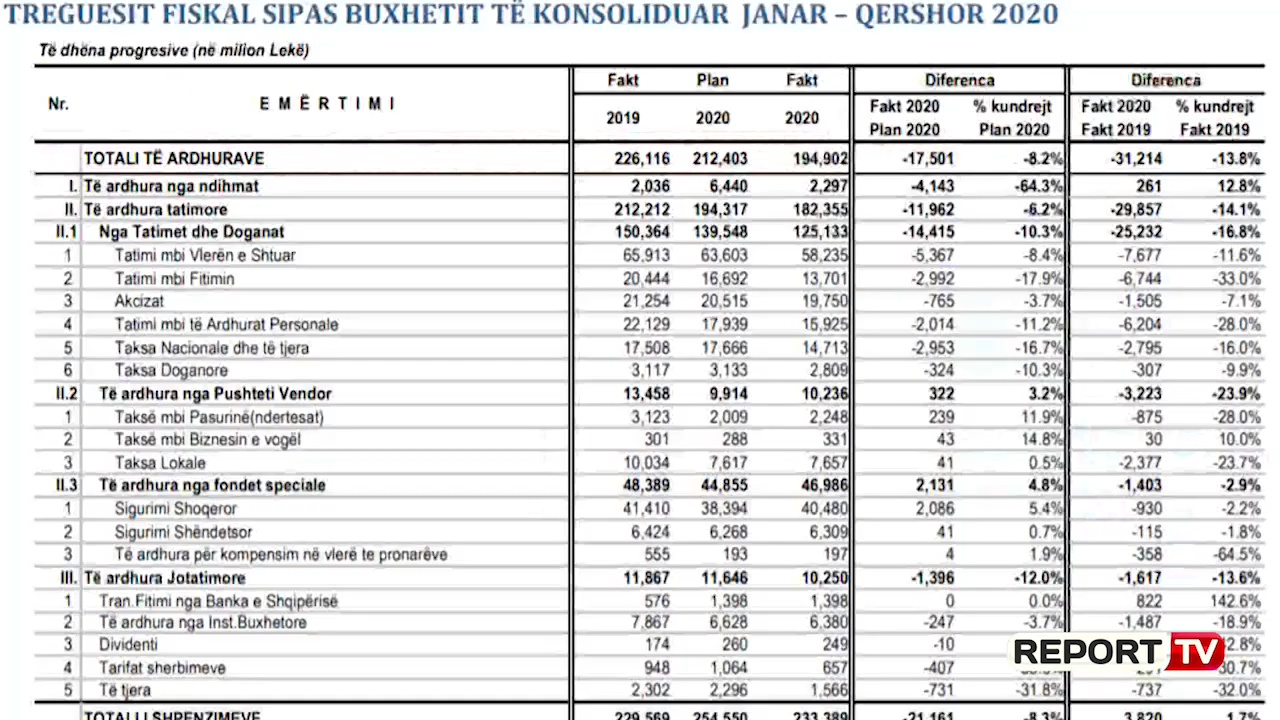 TREGUESIT FISKAL SIPAS BUXHETIT TË KONSOLIDUAR JANAR – QERSHOR 2020
Të dhëna progresive (në milion Lekë)
Nr. EMËRTIMI Fakt 2019 Plan 2020 Fakt 2020 Diferenca Diferenca
Fakt 2020 % kundrejt Fakt 2020 % kundrejt
Plan 2020 Plan 2020 Fakt 2019 Fakt 2019
TOTALI TË ARDHURAVE 226,116 212,403 194,902 -17,501 -8.2% -31,214 -13.8%
I. Të ardhura nga ndihmat 2,036 6,440 2,297 -4,143 -64.3% 261 12.8%
II. Të ardhura tatimore 212,212 194,317 182,355 -11,962 -6.2% -29,857 -14.1%
II.1 Nga Tatimet dhe Doganat 150,364 139,548 125,133 -14,415 -10.3% -25,232 -16.8%
1 Tatimi mbi Vlerën e Shtuar 65,913 63,603 58,235 -5,367 -8.4% -7,677 -11.6%
2 Tatimi mbi Fitimin 20,444 16,692 13,701 -2,992 -17.9% -6,744 -33.0%
3 Akcizat 21,254 20,515 19,750 -765 -3.7% -1,505 -7.1%
4 Tatimi mbi të Ardhurat Personale 22,129 17,939 15,925 -2,014 -11.2% -6,204 -28.0%
5 Taksa Nacionale dhe të tjera 17,508 17,666 14,713 -2,953 -16.7% -2,795 -16.0%
6 Taksa Doganore 3,117 3,133 2,809 -324 -10.3% -307 -9.9%
II.2 Të ardhura nga Pushteti Vendor 13,458 9,914 10,236 322 3.2% -3,223 -23.9%
1 Taksë mbi Pasurinë(ndertesat) 3,123 2,009 2,248 239 11.9% -875 -28.0%
2 Taksë mbi Biznesin e vogël 301 288 331 43 14.8% 30 10.0%
3 Taksa Lokale 10,034 7,617 7,657 41 0.5% -2,377 -23.7%
II.3 Të ardhura nga fondet speciale 48,389 44,855 46,986 2,131 4.8% -1,403 -2.9%
1 Sigurimi Shoqeror 41,410 38,394 40,480 2,086 5.4% -930 -2.2%
2 Sigurimi Shëndetsor 6,424 6,268 6,309 41 0.7% -115 -1.8%
3 Të ardhura për kompensim në vlerë te pronarëve 555 193 197 4 1.9% -358 -64.5%
III. Të ardhura Jotatimore 11,867 11,646 10,250 -1,396 -12.0% -1,617 -13.6%
1 Tran.Fitimi nga Banka e Shqipërisë 576 1,398 1,398 0 0.0% 822 142.6%
2 Të ardhura nga Inst.Buxhetore 7,867 6,628 6,380 -247 -3.7% -1,487 -18.9%
3 Dividenti 174 260 249 -10
4 Tarifat sherbimeve 948 1,064 657 -407
5 Të tjera 2,302 2,296 1,566 -731 -31.8% -737 -32.0%
TOTALI I SHPENZIMEVE 229,569 254,550 233,389 -21,161 -8.3% 3,820 1.7%
REPORT TV